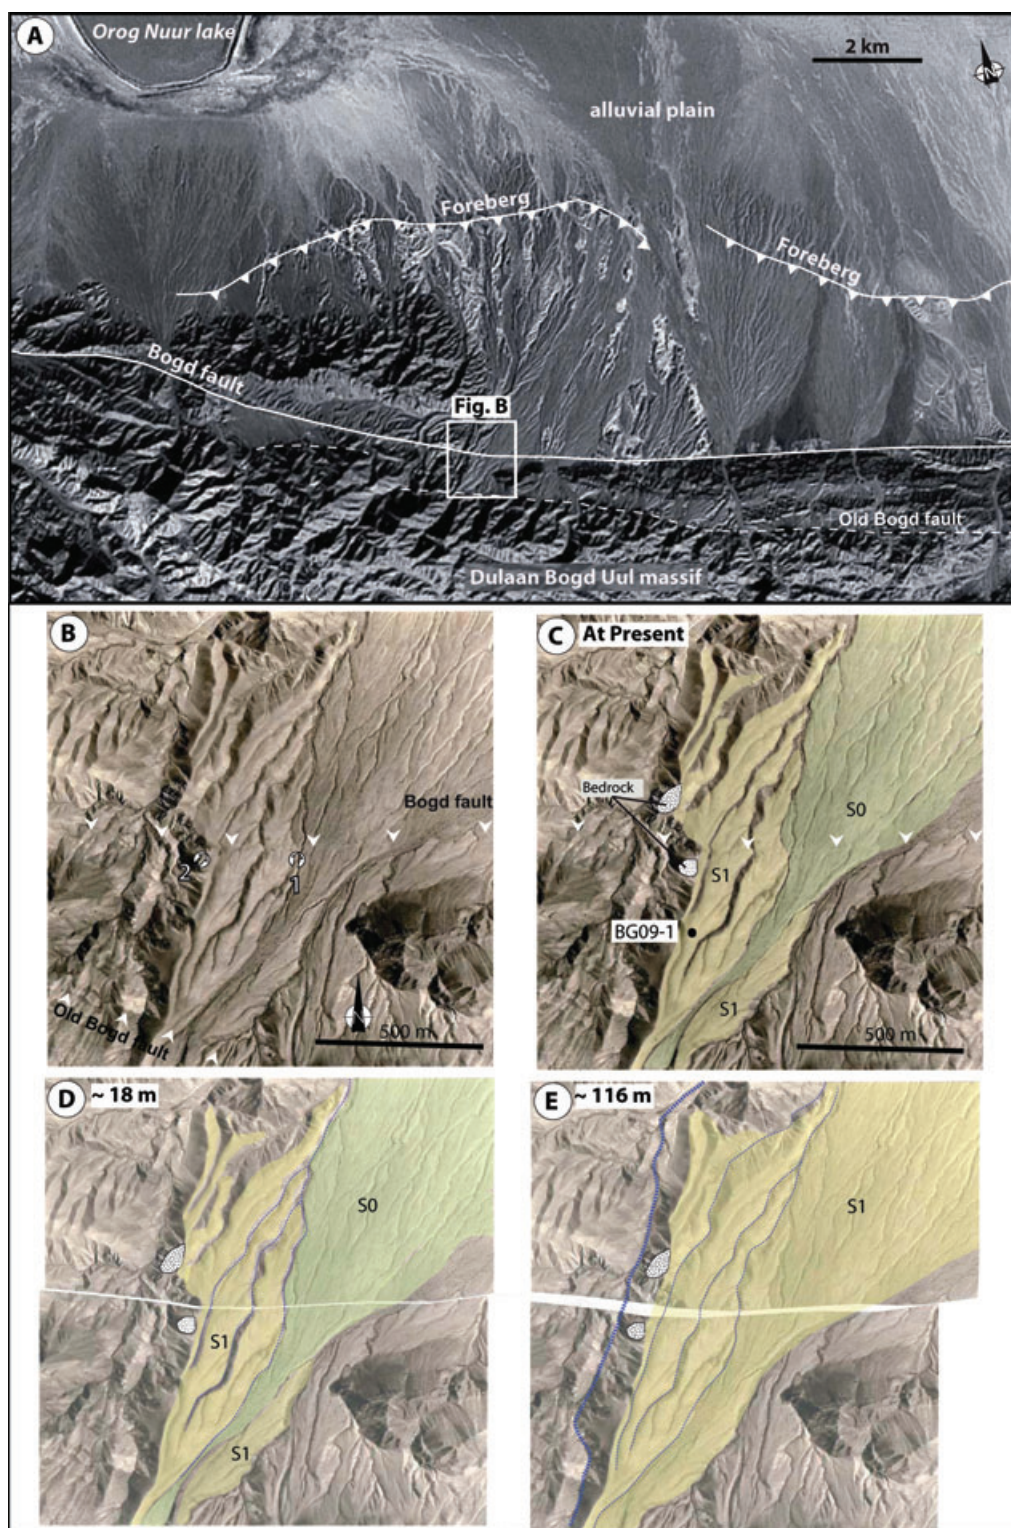 A
Orog Nuur lake
2 km
N
alluvial plain
Foreberg
Foreberg
Bogd fault
Fig. B
Old Bogd fault
Dulaan Bogd Uul massif
B
Bogd fault
2
1
Old Bogd fault
N
500 m
C
At Present
Bedrock
S0
S1
BG09-1
S1
500 m
D
~ 18 m
S0
S1
S1
E
~ 116 m
S1